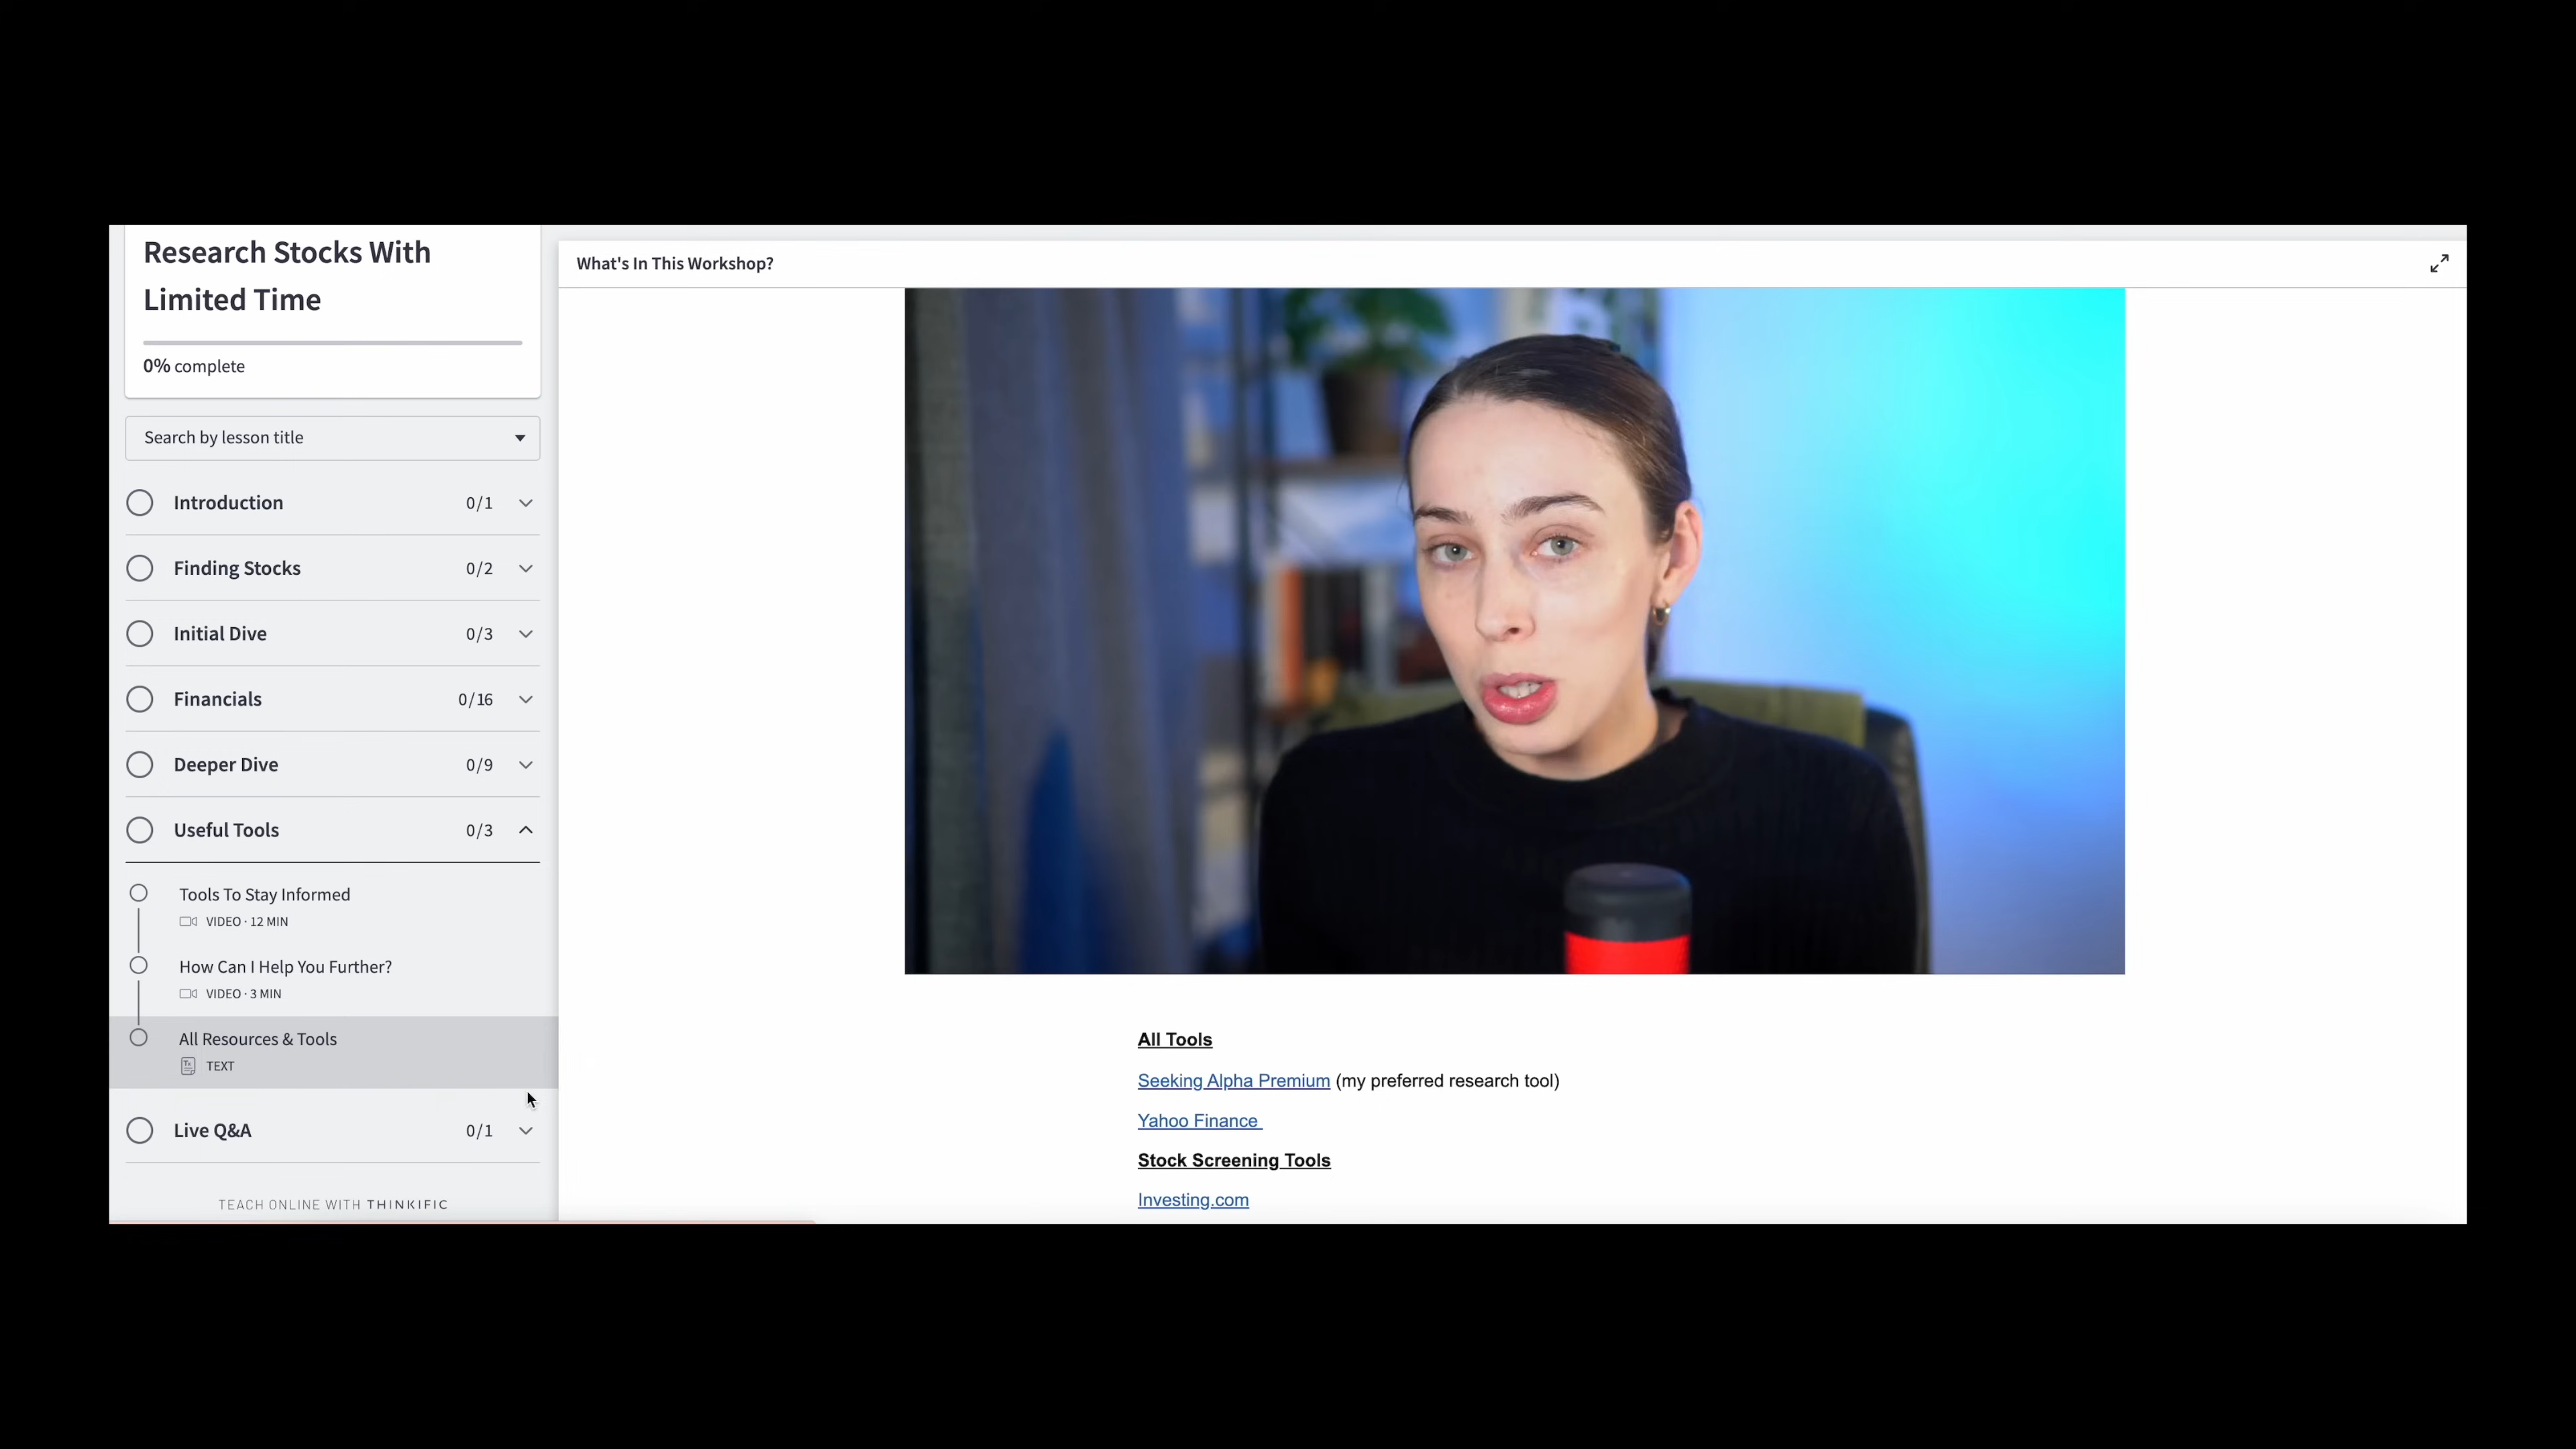 Research Stocks With
Limited Time
0% complete
Search by lesson title
Introduction 0/1
Finding Stocks 0/2
Initial Dive 0/3
Financials 0/16
Deeper Dive 0/9
Useful Tools 0/3
Tools To Stay Informed
VIDEO · 12 MIN
How Can I Help You Further?
VIDEO · 3 MIN
All Resources & Tools
TEXT
Live Q&A 0/1
TEACH ONLINE WITH THINKIFIC
What's In This Workshop?
All Tools
Seeking Alpha Premium (my preferred research tool)
Yahoo Finance
Stock Screening Tools
Investing.com